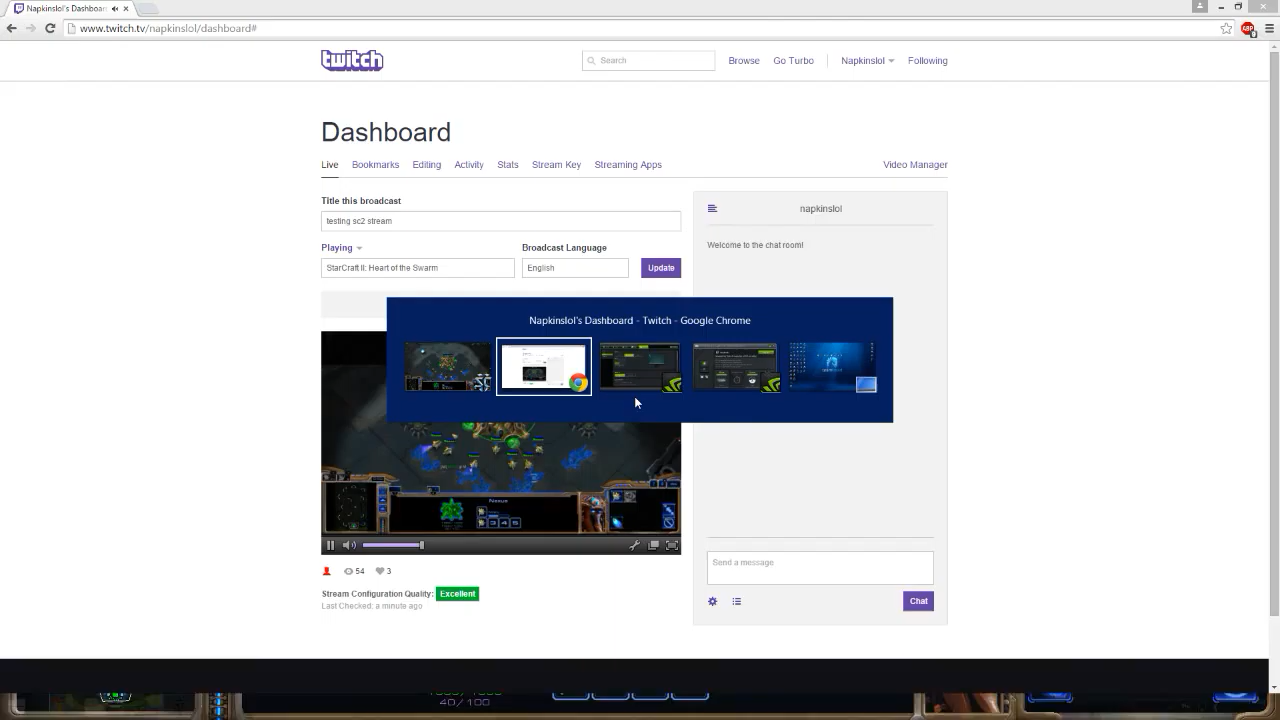 Napkinslol's Dashboard
www.twitch.tv/napkinslol/dashboard#
twitch
Search
Browse
Go Turbo
Napkinslol
Following
Dashboard
Live
Bookmarks
Editing
Activity
Stats
Stream Key
Streaming Apps
Video Manager
Title this broadcast
testing sc2 stream
Playing
Broadcast Language
StarCraft II: Heart of the Swarm
English
Update
napkinslol
Welcome to the chat room!
Napkinslol's Dashboard - Twitch - Google Chrome
Nexus
54
3
Stream Configuration Quality: Excellent
Last Checked: a minute ago
Send a message
Chat
40/100